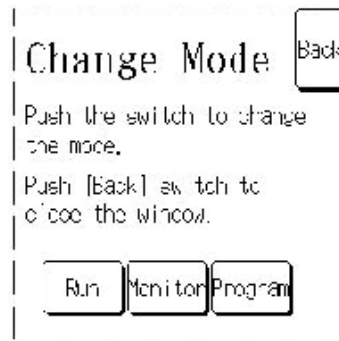 Change Mode
Back
Push the switch to change
the mode.
Push [Back] switch to
close the window.
Run Monitor Program